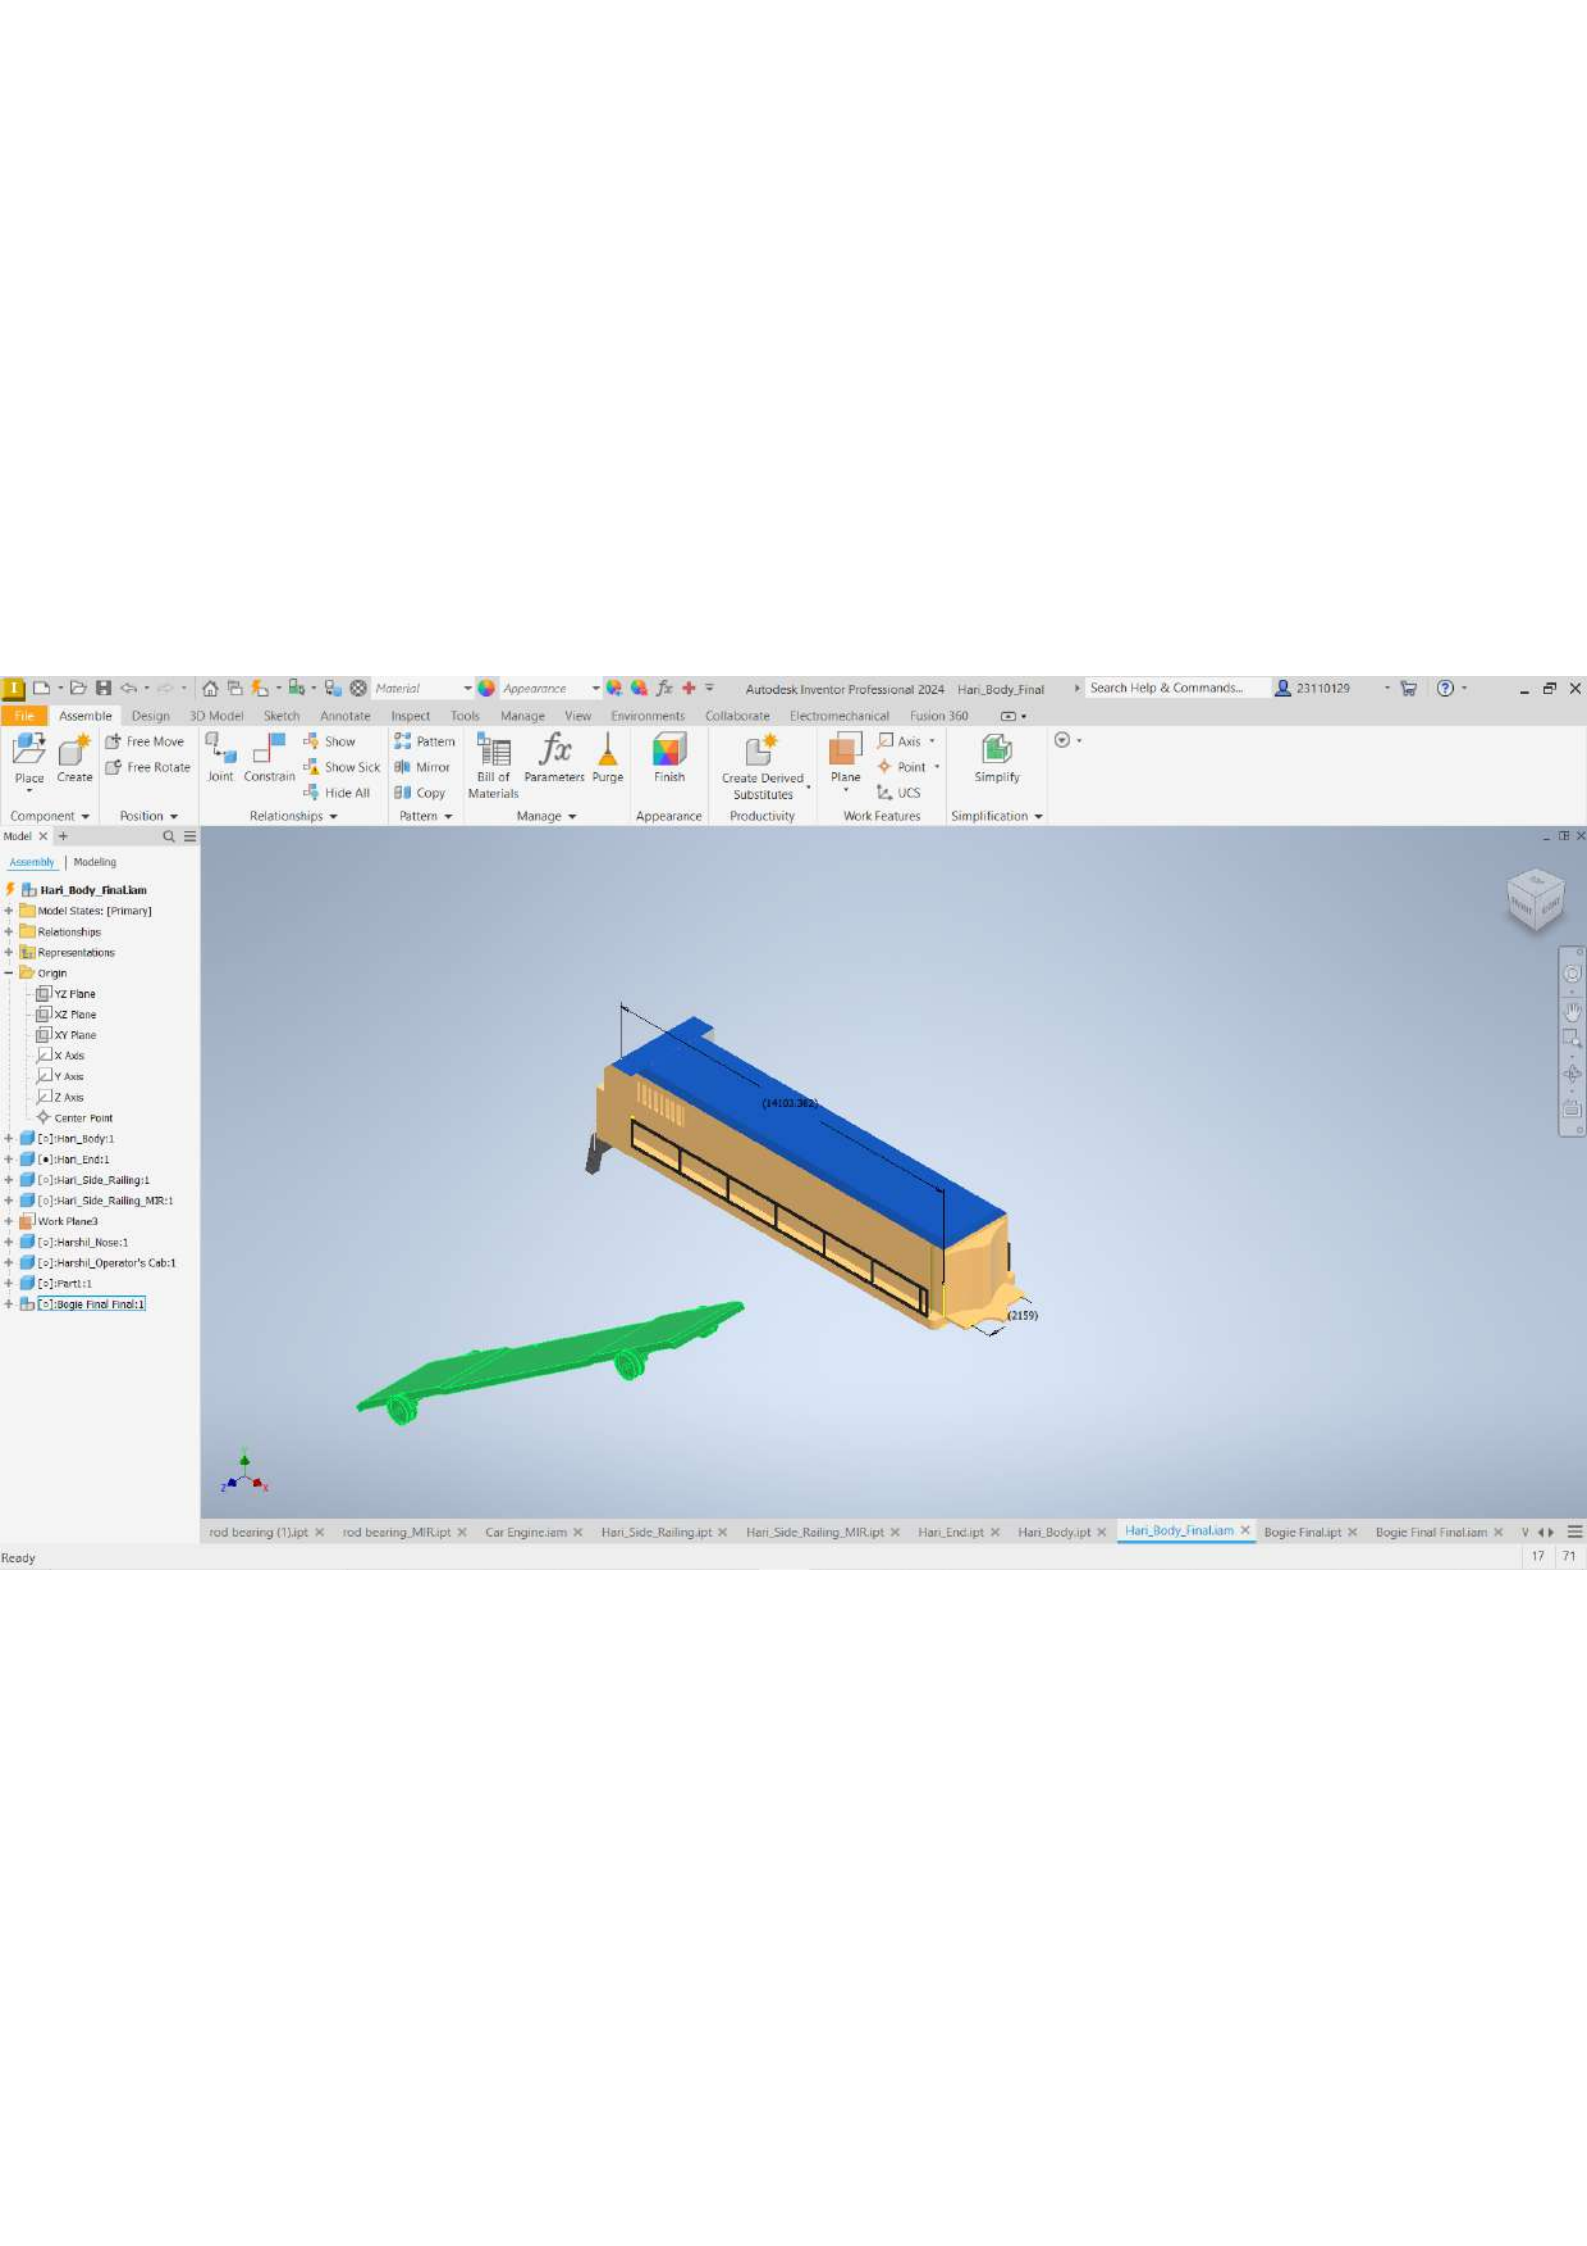 Material
Appearance
Autodesk Inventor Professional 2024 Hari_Body_Final
Search Help & Commands...
23110129
File Assemble Design 3D Model Sketch Annotate Inspect Tools Manage View Environments Collaborate Electromechanical Fusion 360
Place
Create
Free Move
Free Rotate
Joint
Constrain
Show
Show Sick
Hide All
Pattern
Mirror
Copy
Bill of
Materials
Parameters
Purge
Finish
Create Derived
Substitutes
Plane
Axis
Point
UCS
Simplify
Component
Position
Relationships
Pattern
Manage
Appearance
Productivity
Work Features
Simplification
Model
Assembly
Modeling
Hari_Body_Final.iam
Model States: [Primary]
Relationships
Representations
Origin
YZ Plane
XZ Plane
XY Plane
X Axis
Y Axis
Z Axis
Center Point
[o]:Hari_Body:1
[•]:Hari_End:1
[o]:Hari_Side_Railing:1
[o]:Hari_Side_Railing_MIR:1
Work Plane3
[o]:Harshil_Nose:1
[o]:Harshil_Operator's Cab:1
[o]:Part1:1
[o]:Bogie Final Final:1
(14103.362)
(2159)
Z
X
rod bearing (1).ipt
rod bearing_MIR.ipt
Car Engine.iam
Hari_Side_Railing.ipt
Hari_Side_Railing_MIR.ipt
Hari_End.ipt
Hari_Body.ipt
Hari_Body_Final.iam
Bogie Final.ipt
Bogie Final Final.iam
V
Ready
17 71